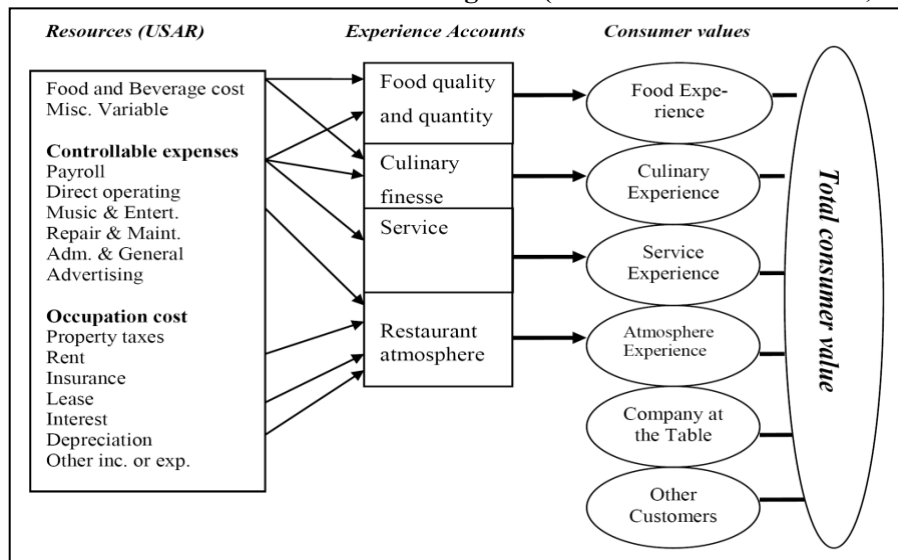 Resources (USAR)
Experience Accounts
Consumer values
Food and Beverage cost
Misc. Variable
Controllable expenses
Payroll
Direct operating
Music & Entert.
Repair & Maint.
Adm. & General
Advertising
Occupation cost
Property taxes
Rent
Insurance
Lease
Interest
Depreciation
Other inc. or exp.
Food quality
and quantity
Culinary
finesse
Service
Restaurant
atmosphere
Food Expe-
rience
Culinary
Experience
Service
Experience
Atmosphere
Experience
Company at
the Table
Other
Customers
Total consumer value